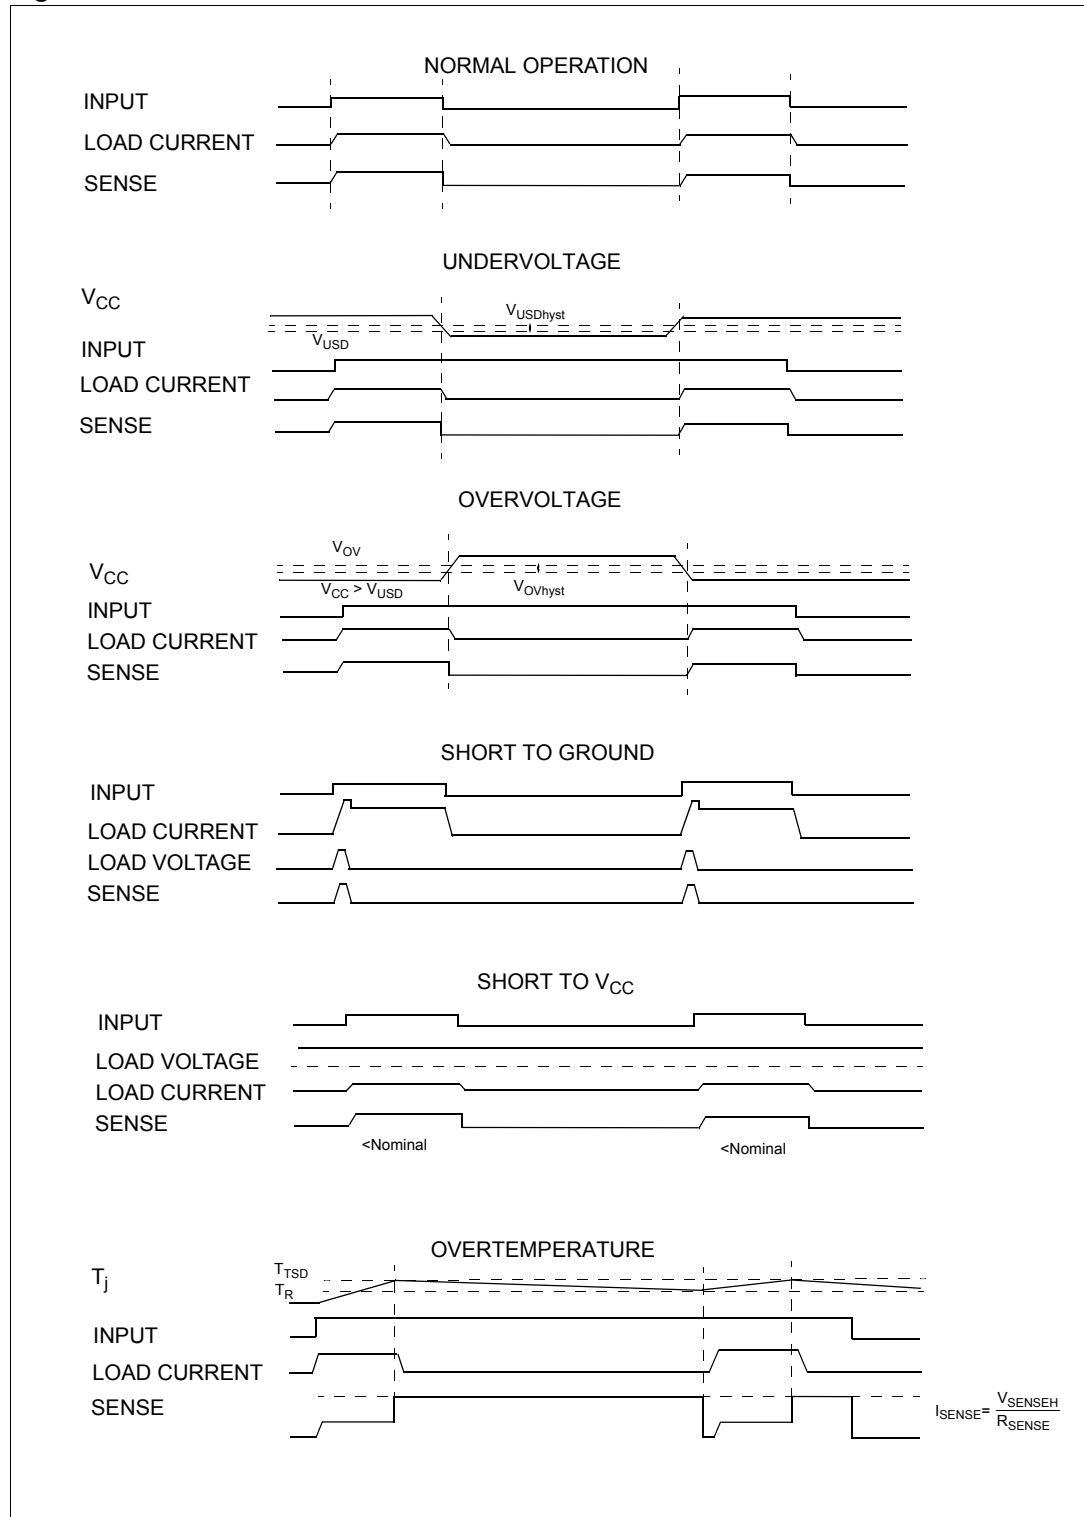 NORMAL OPERATION
INPUT
LOAD CURRENT
SENSE
UNDERVOLTAGE
VCC
VUSDhyst
VUSD
INPUT
LOAD CURRENT
SENSE
OVERVOLTAGE
VOV
VCC
VCC > VUSD
VOVhyst
INPUT
LOAD CURRENT
SENSE
SHORT TO GROUND
INPUT
LOAD CURRENT
LOAD VOLTAGE
SENSE
SHORT TO VCC
INPUT
LOAD VOLTAGE
LOAD CURRENT
SENSE
<Nominal
<Nominal
OVERTEMPERATURE
Tj
TTSD
TR
INPUT
LOAD CURRENT
SENSE
ISENSE= VSENSEH
RSENSE